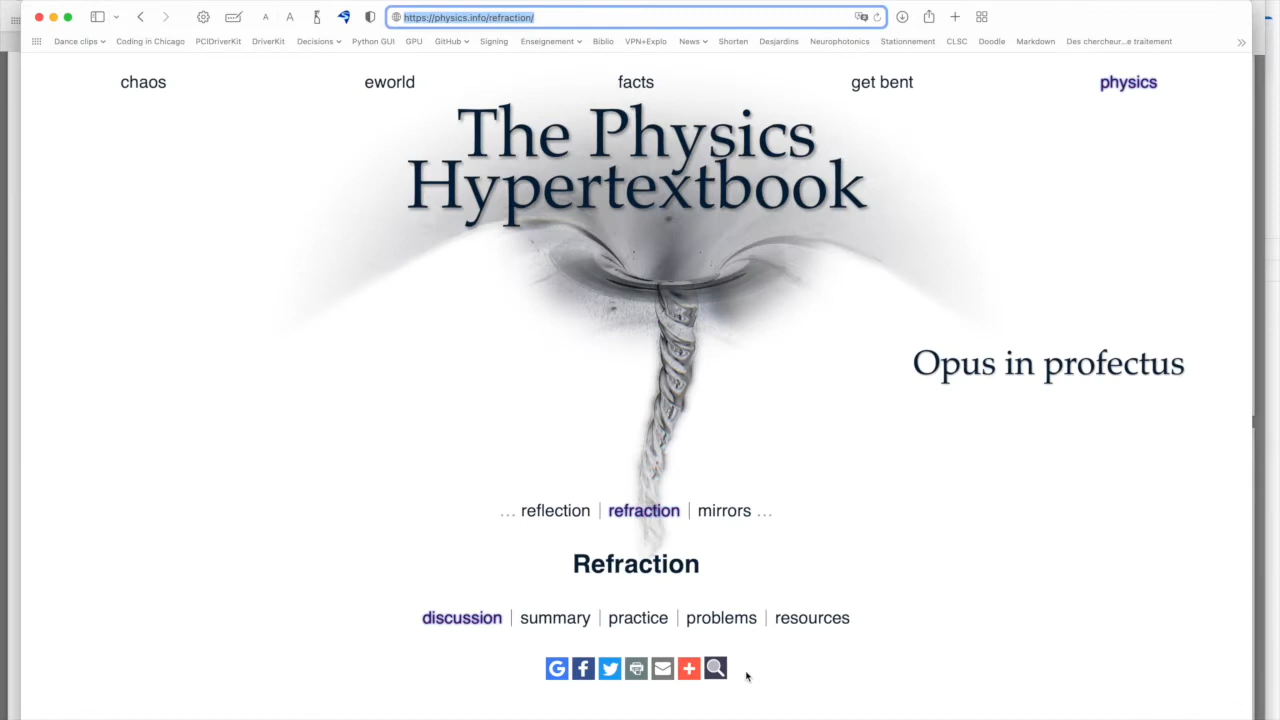 https://physics.info/refraction/
Dance clips Coding in Chicago PCIDriverKit DriverKit Decisions Python GUI GPU GitHub Signing Enseignement Biblio VPN+Explo News Shorten Desjardins Neurophotonics Stationnement CLSC Doodle Markdown Des chercheur...e traitement
chaos eworld facts get bent physics
The Physics
Hypertextbook
Opus in profectus
... reflection | refraction | mirrors ...
Refraction
discussion | summary | practice | problems | resources